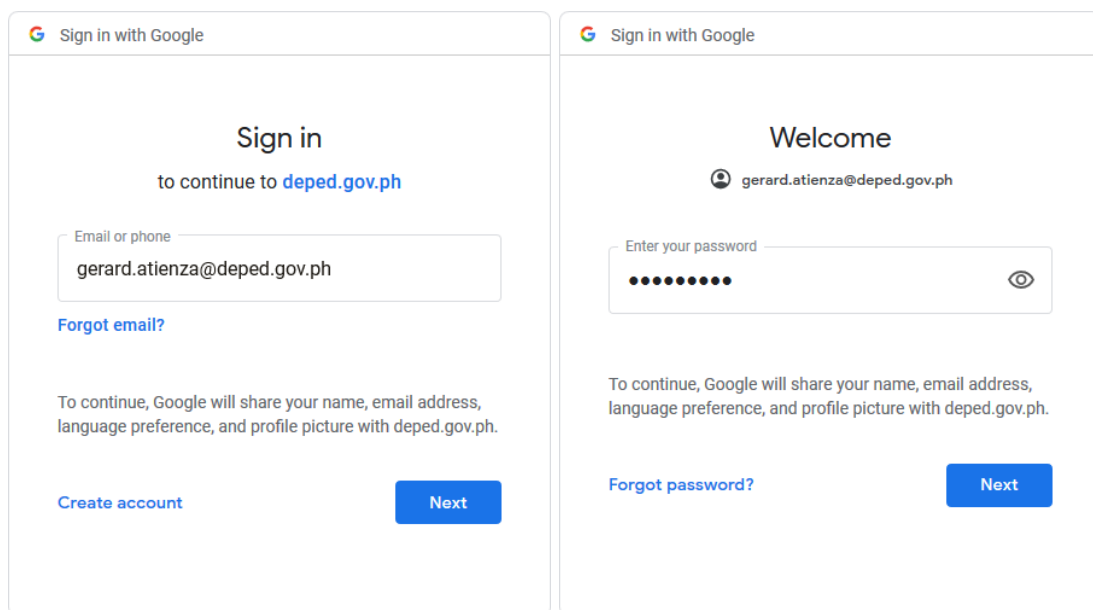 Sign in with Google
Sign in
to continue to deped.gov.ph
Email or phone
gerard.atienza@deped.gov.ph
Forgot email?
To continue, Google will share your name, email address,
language preference, and profile picture with deped.gov.ph.
Create account
Next
Sign in with Google
Welcome
gerard.atienza@deped.gov.ph
Enter your password
•••••••••
To continue, Google will share your name, email address,
language preference, and profile picture with deped.gov.ph.
Forgot password?
Next